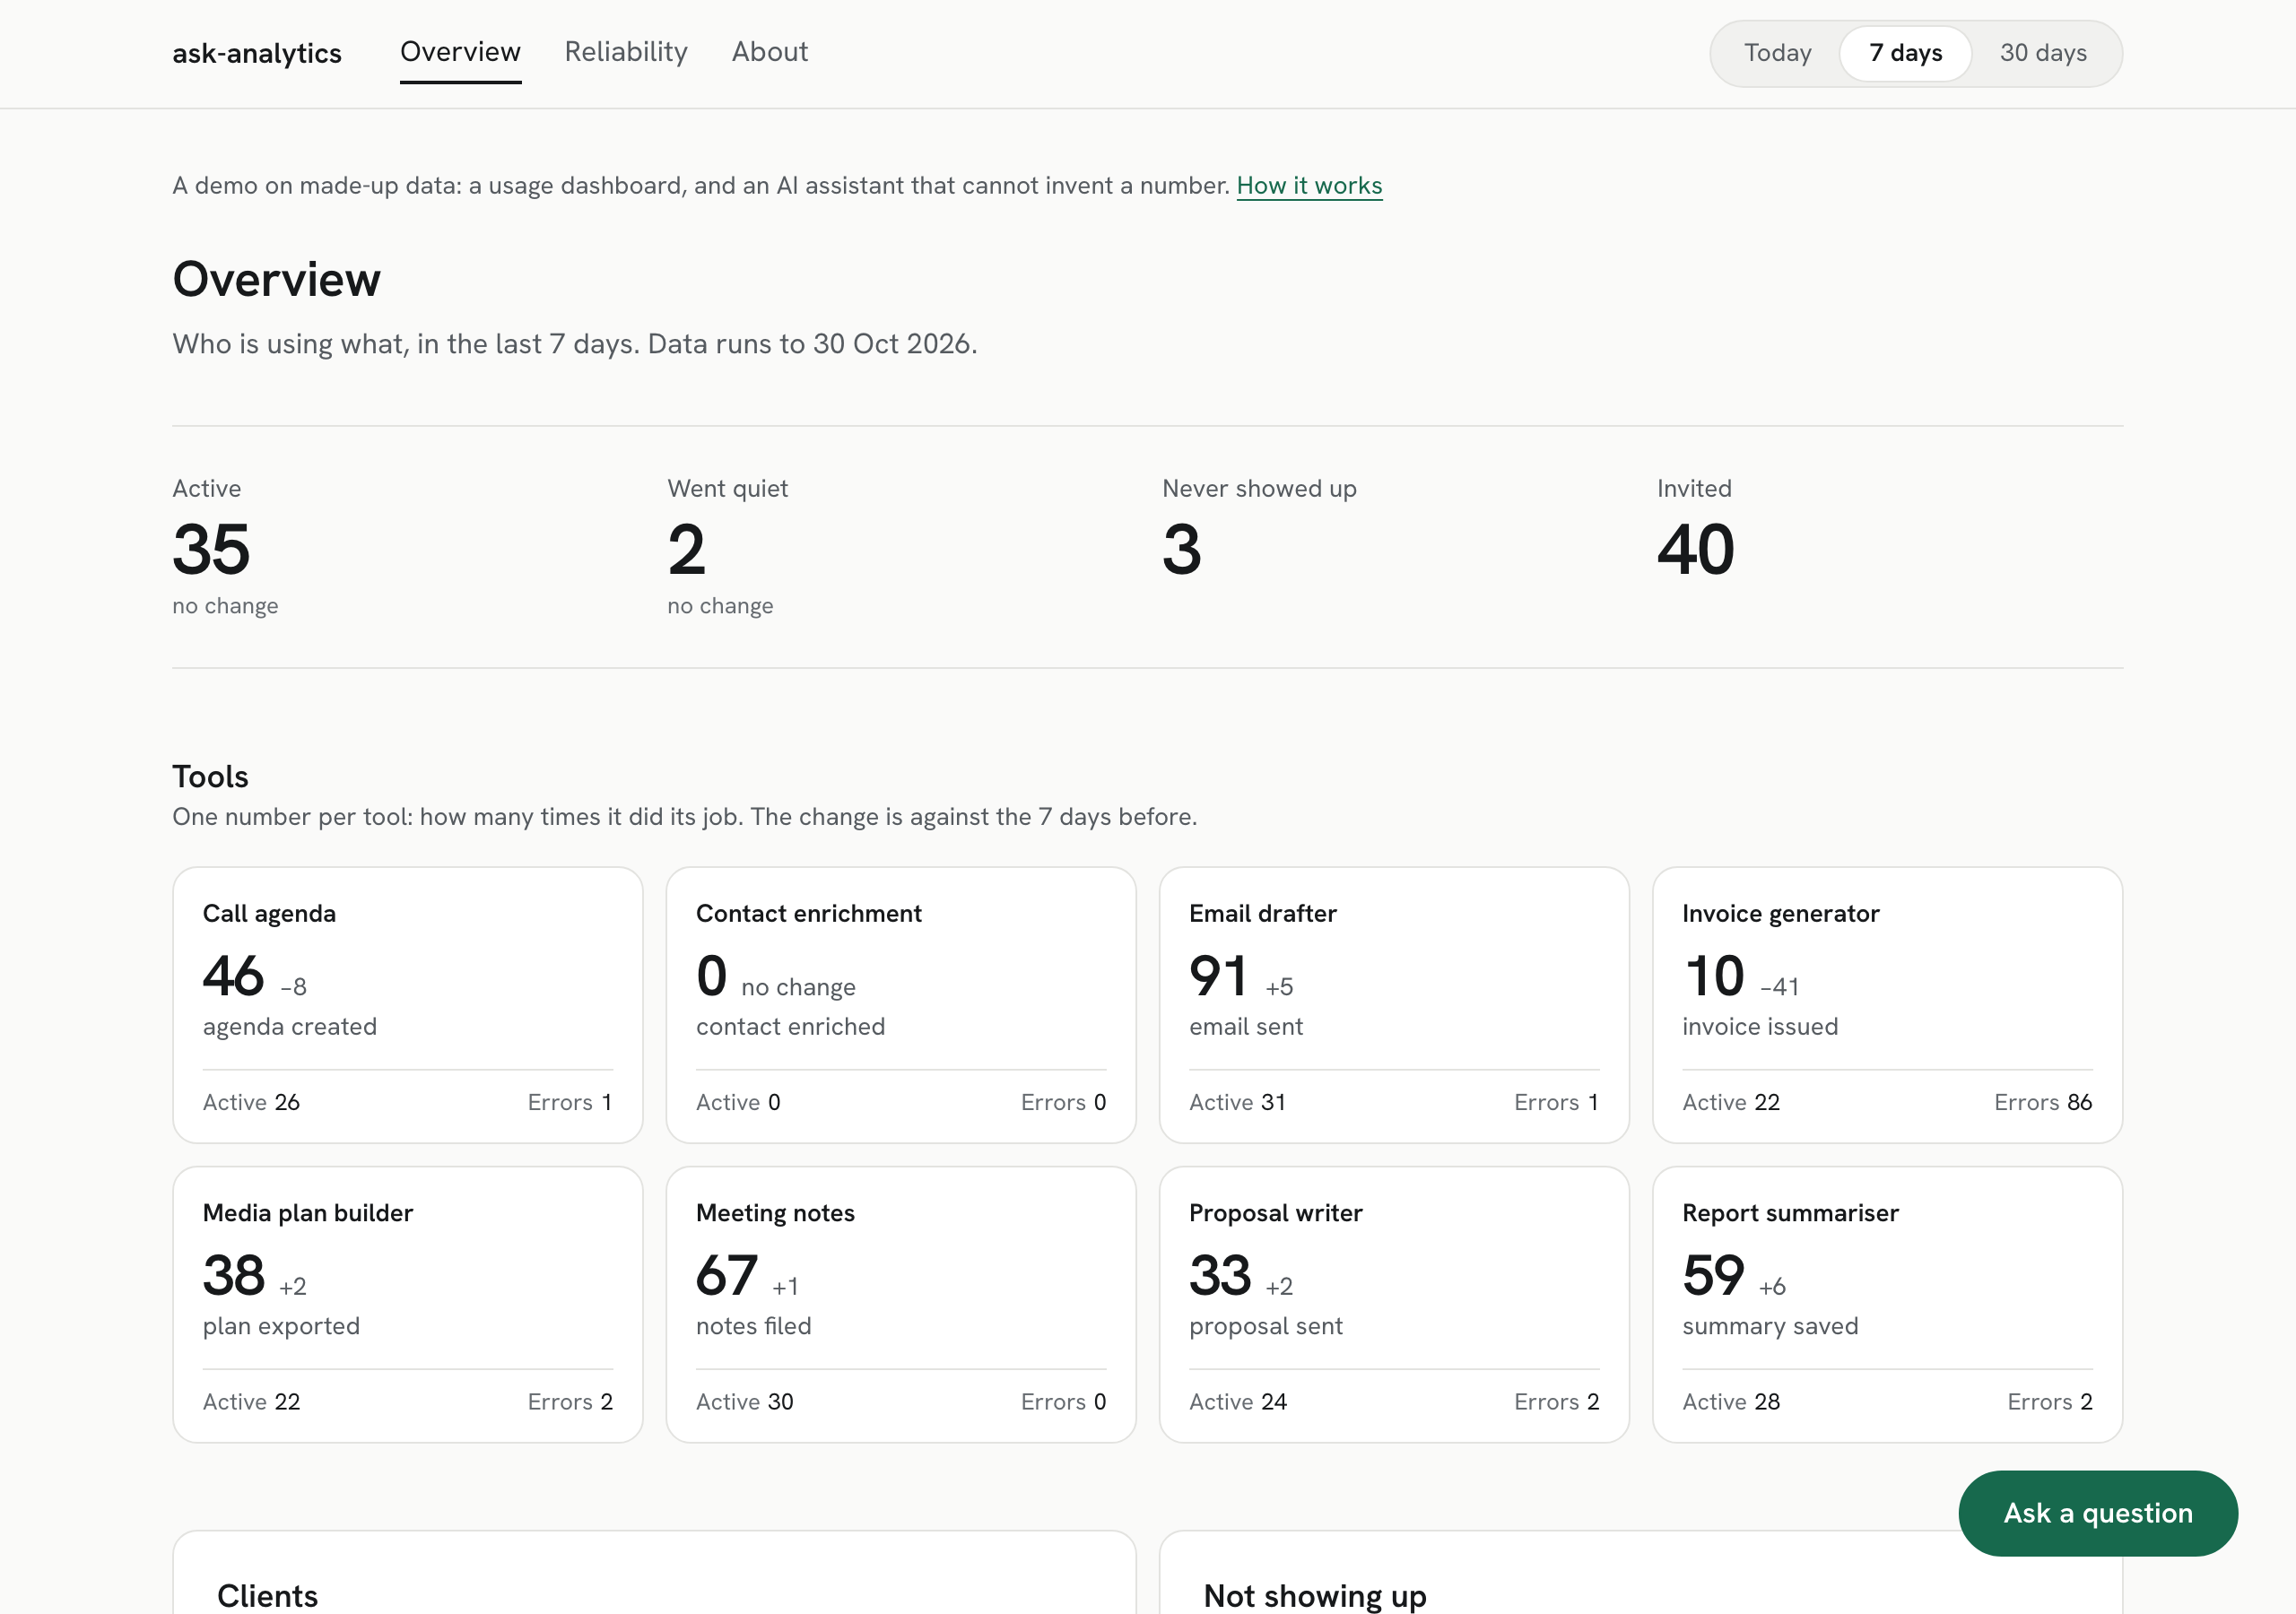 ask-analytics Overview Reliability About Today 7 days 30 days
A demo on made-up data: a usage dashboard, and an AI assistant that cannot invent a number. How it works
Overview
Who is using what, in the last 7 days. Data runs to 30 Oct 2026.
Active
35
no change
Went quiet
2
no change
Never showed up
3
Invited
40
Tools
One number per tool: how many times it did its job. The change is against the 7 days before.
Call agenda
46 −8
agenda created
Active 26 Errors 1
Contact enrichment
0 no change
contact enriched
Active 0 Errors 0
Email drafter
91 +5
email sent
Active 31 Errors 1
Invoice generator
10 −41
invoice issued
Active 22 Errors 86
Media plan builder
38 +2
plan exported
Active 22 Errors 2
Meeting notes
67 +1
notes filed
Active 30 Errors 0
Proposal writer
33 +2
proposal sent
Active 24 Errors 2
Report summariser
59 +6
summary saved
Active 28 Errors 2
Ask a question
Clients
Not showing up